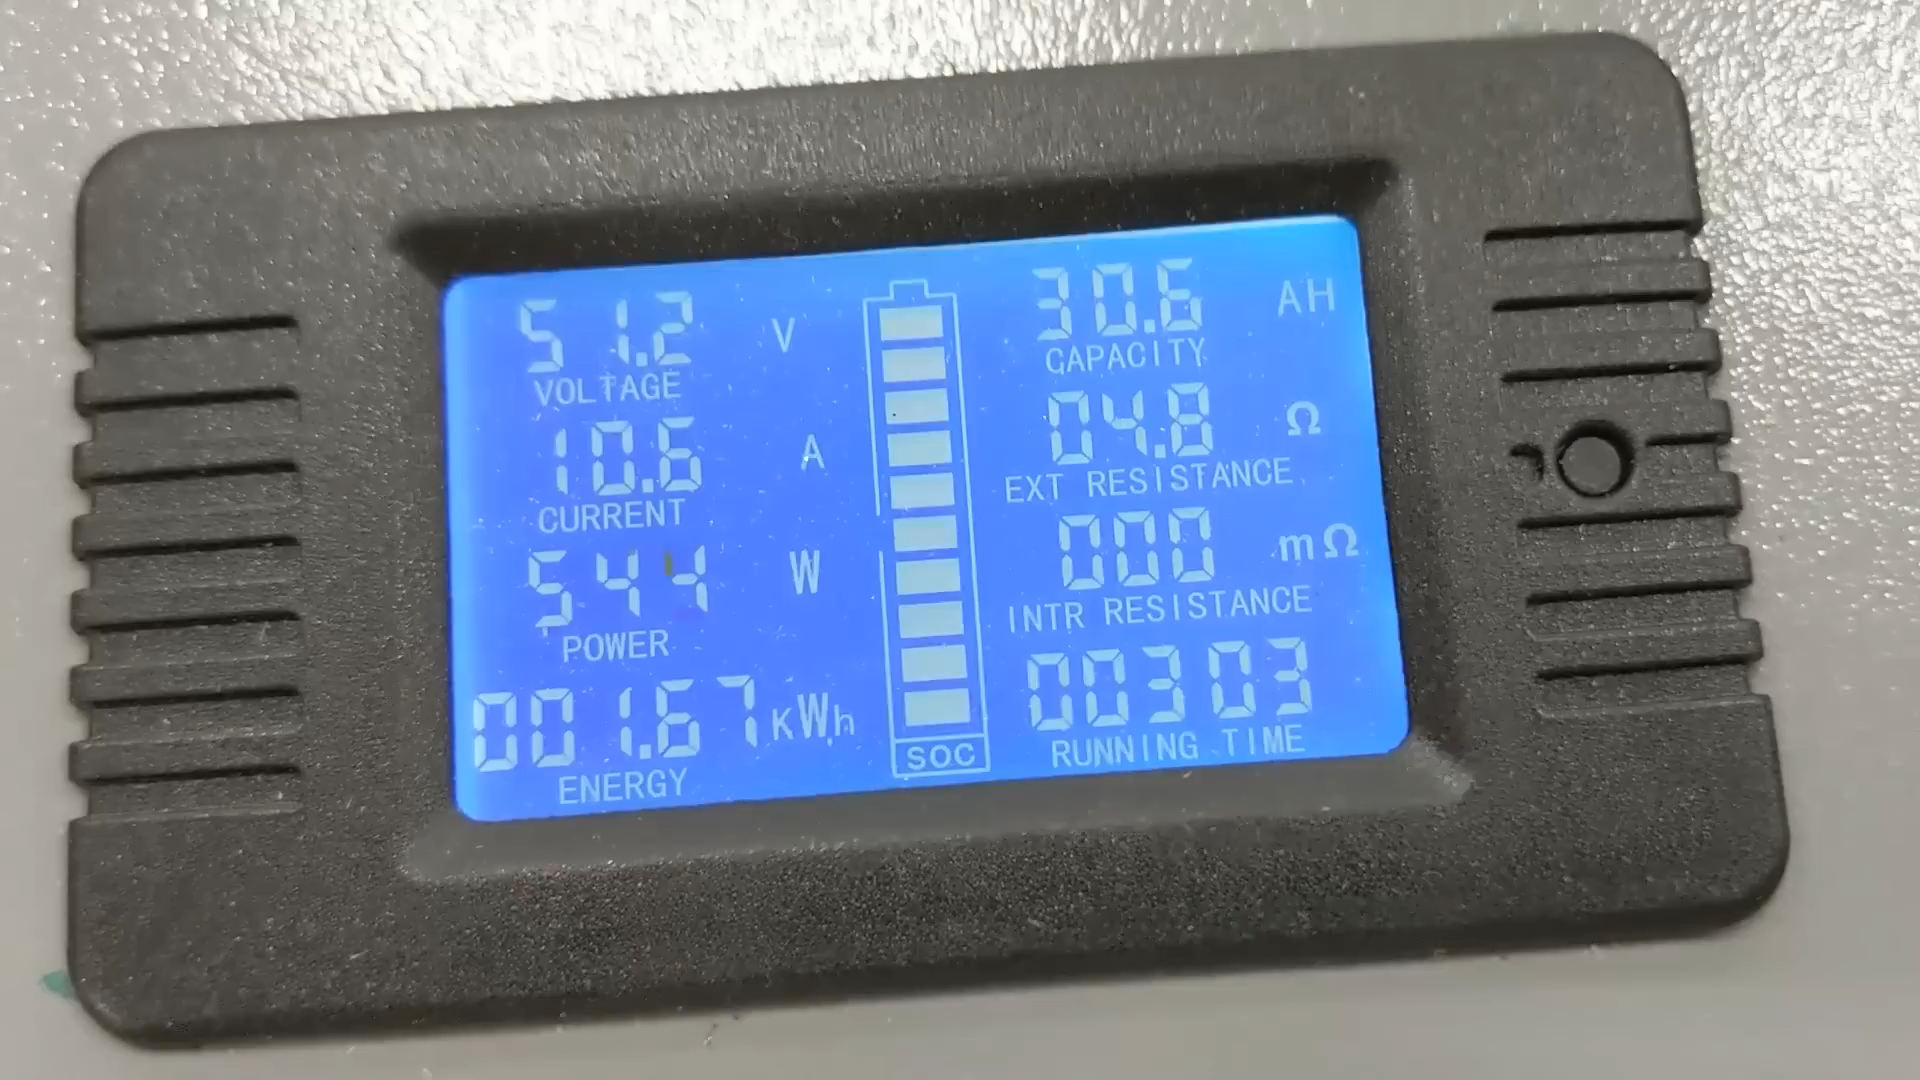 51.2 V
VOLTAGE
10.6 A
CURRENT
544 W
POWER
001.67 KWh
ENERGY
SOC
30.6 AH
CAPACITY
04.8 Ω
EXT RESISTANCE
000 mΩ
INTR RESISTANCE
00303
RUNNING TIME